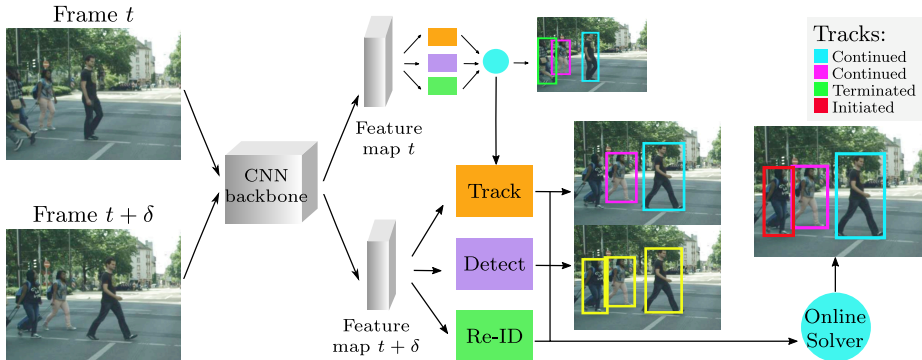 Frame t
Frame t + δ
CNN
backbone
Feature
map t
Feature
map t + δ
Track
Detect
Re-ID
Online
Solver
Tracks:
Continued
Continued
Terminated
Initiated